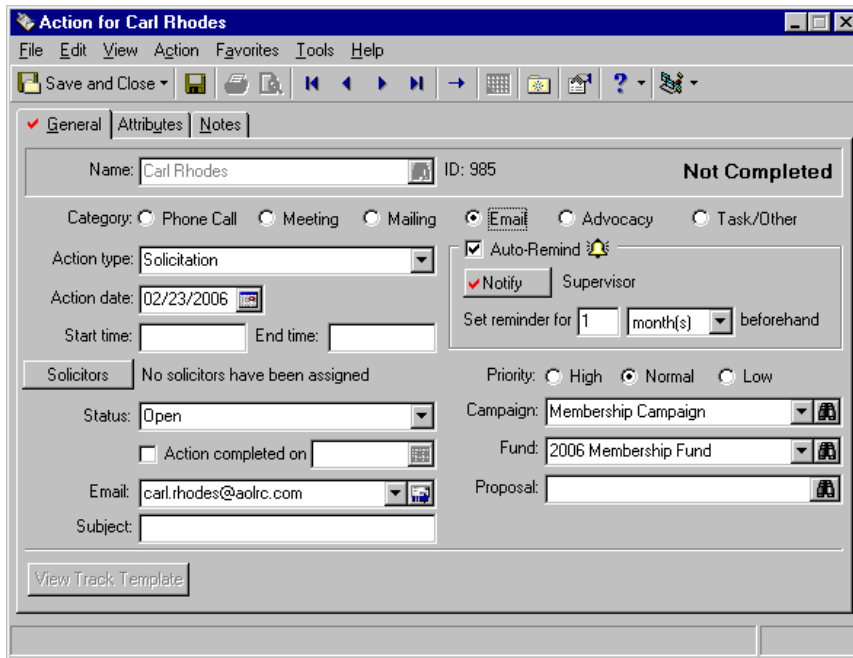 Action for Carl Rhodes
File Edit View Action Favorites Tools Help
Save and Close
General Attributes Notes
Name: Carl Rhodes ID: 985 Not Completed
Category: Phone Call Meeting Mailing Email Advocacy Task/Other
Action type: Solicitation
Auto-Remind
Notify Supervisor
Action date: 02/23/2006
Set reminder for 1 month(s) beforehand
Start time: End time:
Solicitors No solicitors have been assigned
Priority: High Normal Low
Status: Open
Campaign: Membership Campaign
Action completed on
Fund: 2006 Membership Fund
Email: carl.rhodes@aolrc.com
Proposal:
Subject:
View Track Template